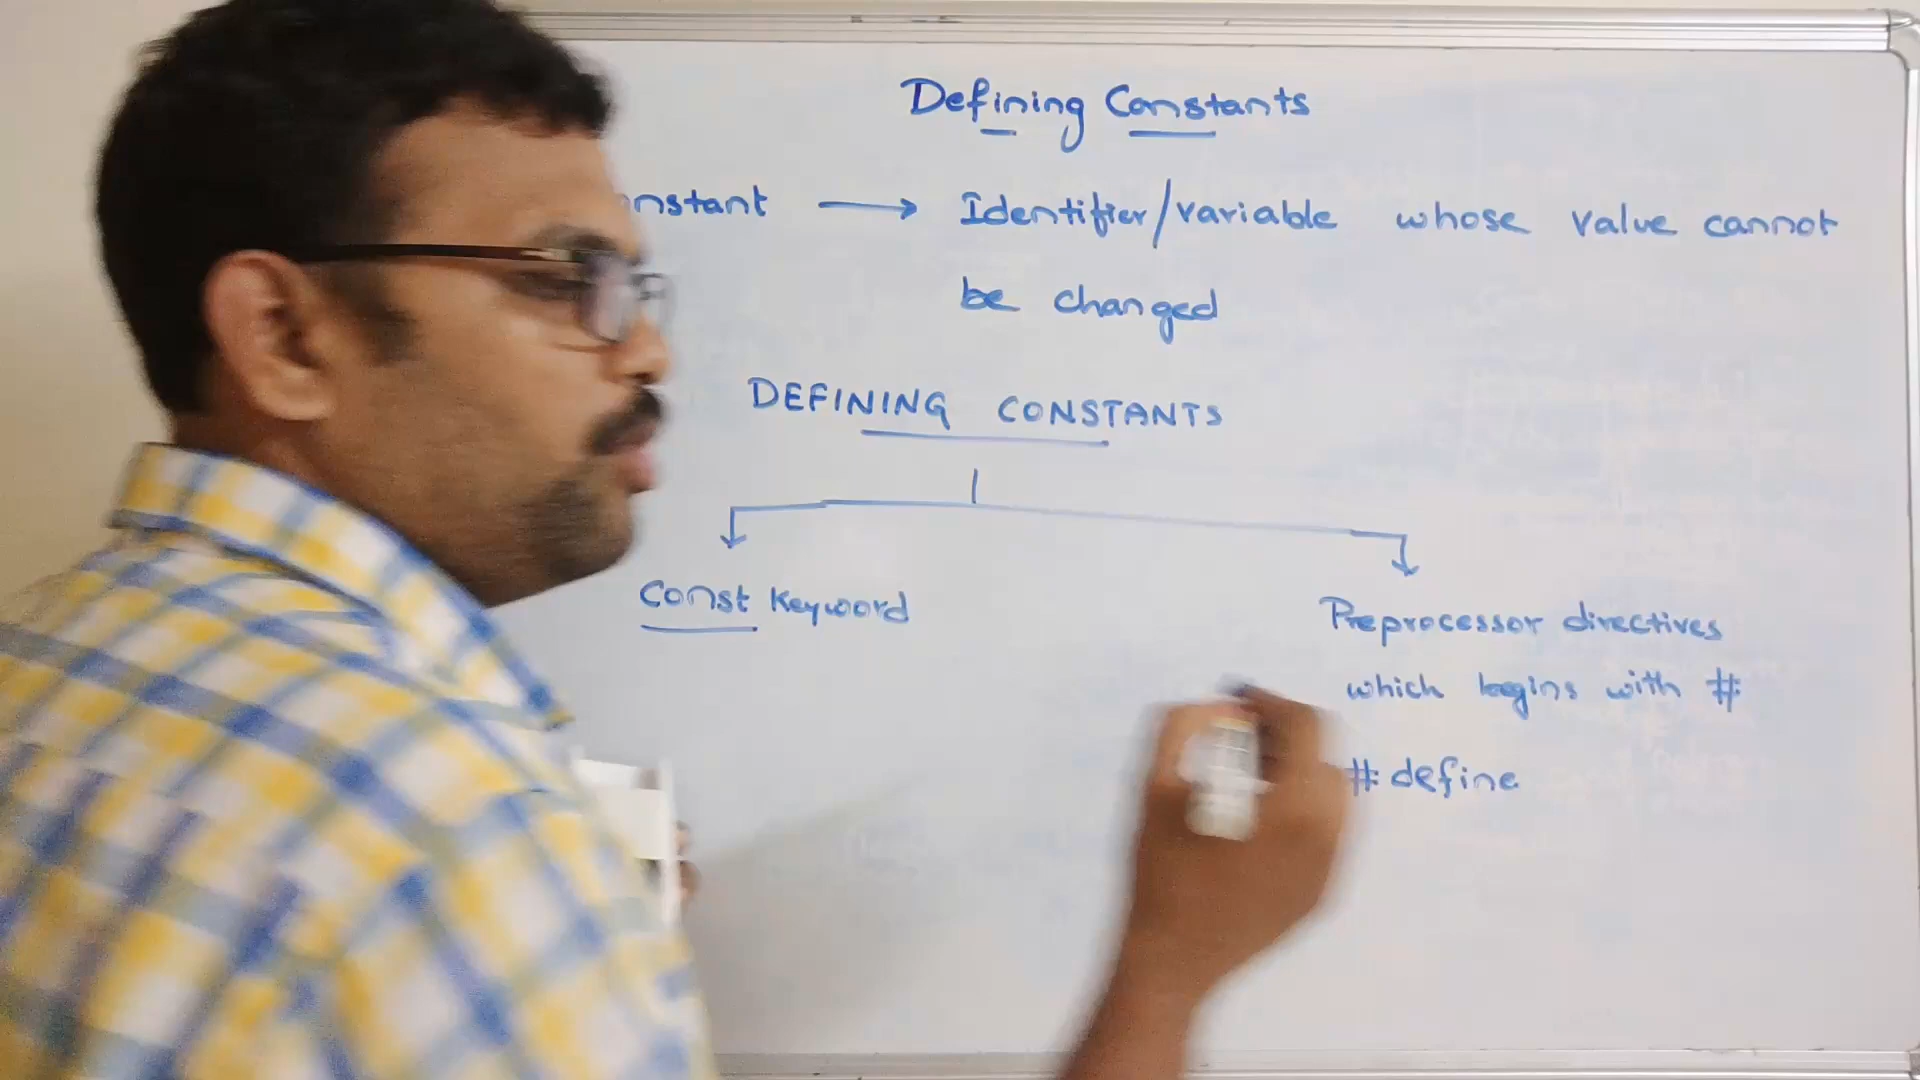 Defining Constants
onstant → Identifier/variable whose value cannot
be changed
DEFINING CONSTANTS
Const Keyword
Preprocessor directives
which begins with #
# define